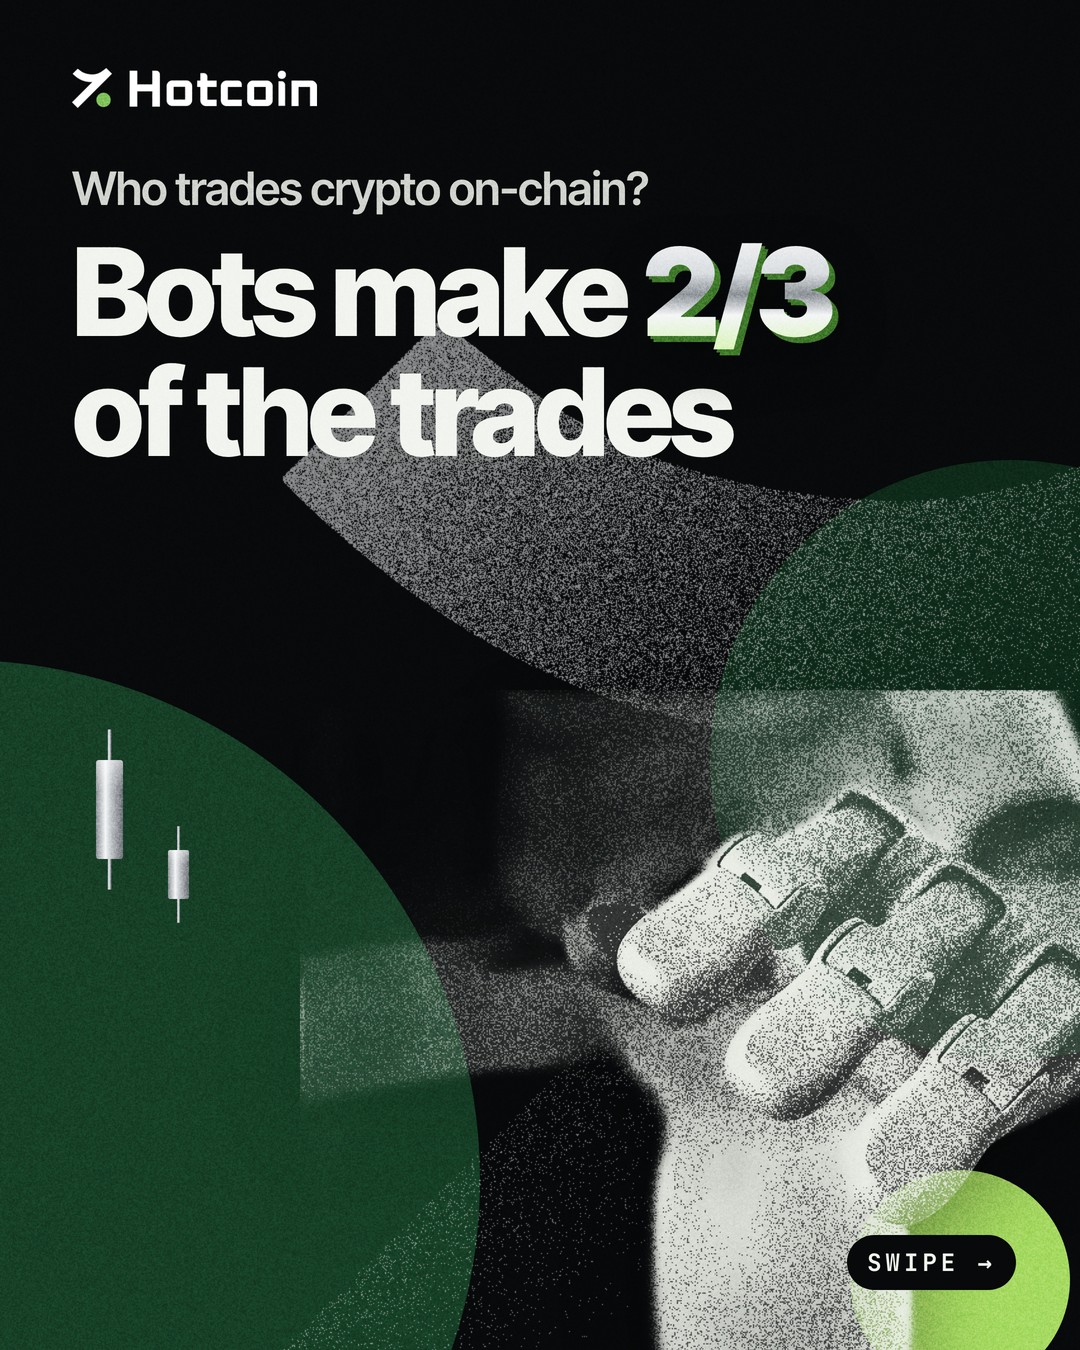 Hotcoin
Who trades crypto on-chain?
Bots make 2/3
of the trades
SWIPE →